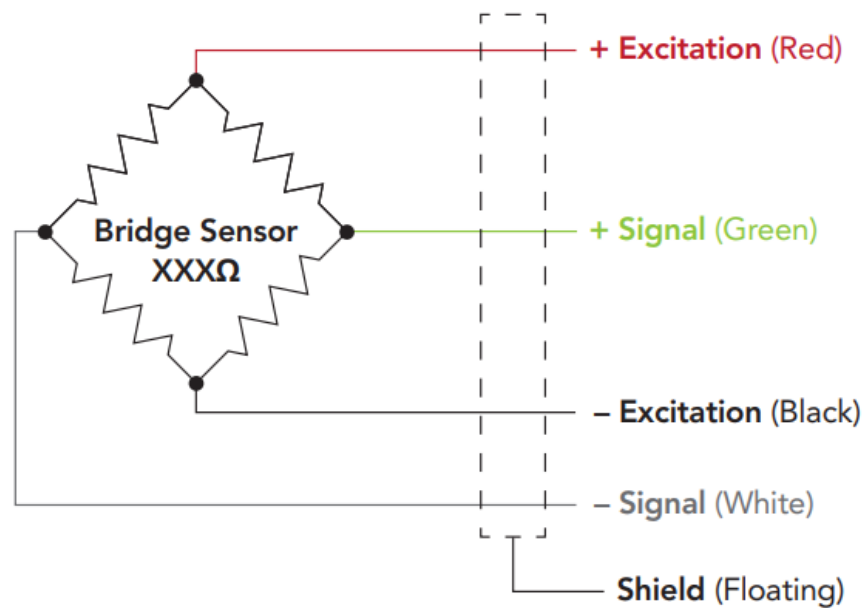 + Excitation (Red)
+ Signal (Green)
Bridge Sensor
XXXΩ
– Excitation (Black)
– Signal (White)
Shield (Floating)